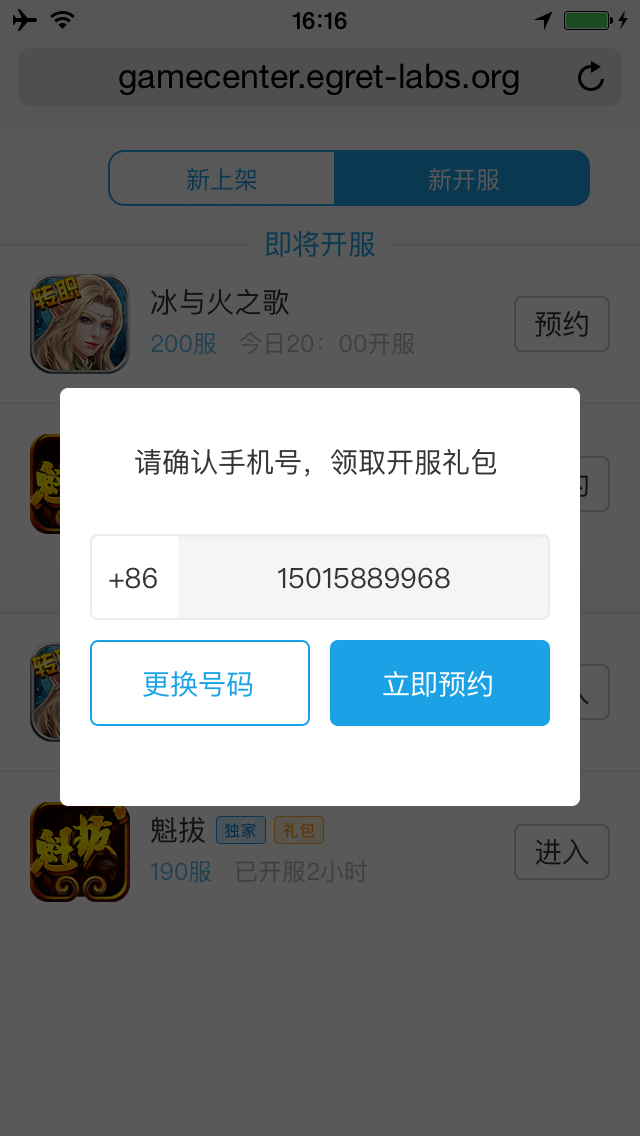 16:16
gamecenter.egret-labs.org
新上架 新开服
即将开服
转职
冰与火之歌
200服 今日20：00开服
预约
请确认手机号，领取开服礼包
+86 15015889968
更换号码 立即预约
魁拔
魁拔 独家 礼包
190服 已开服2小时
进入